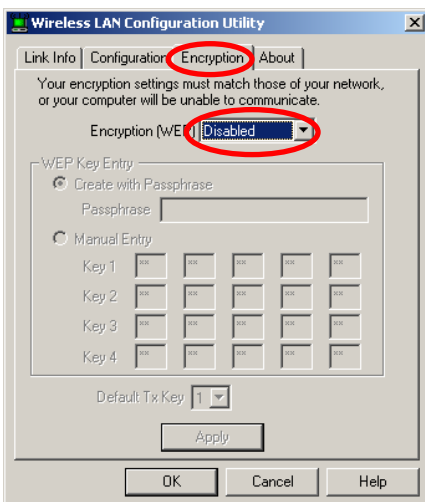 Wireless LAN Configuration Utility
Link Info Configuration Encryption About
Your encryption settings must match those of your network,
or your computer will be unable to communicate.
Encryption (WEP) Disabled
WEP Key Entry
Create with Passphrase
Passphrase
Manual Entry
Key 1 ** ** ** ** **
Key 2 ** ** ** ** **
Key 3 ** ** ** ** **
Key 4 ** ** ** ** **
Default Tx Key 1
Apply
OK Cancel Help